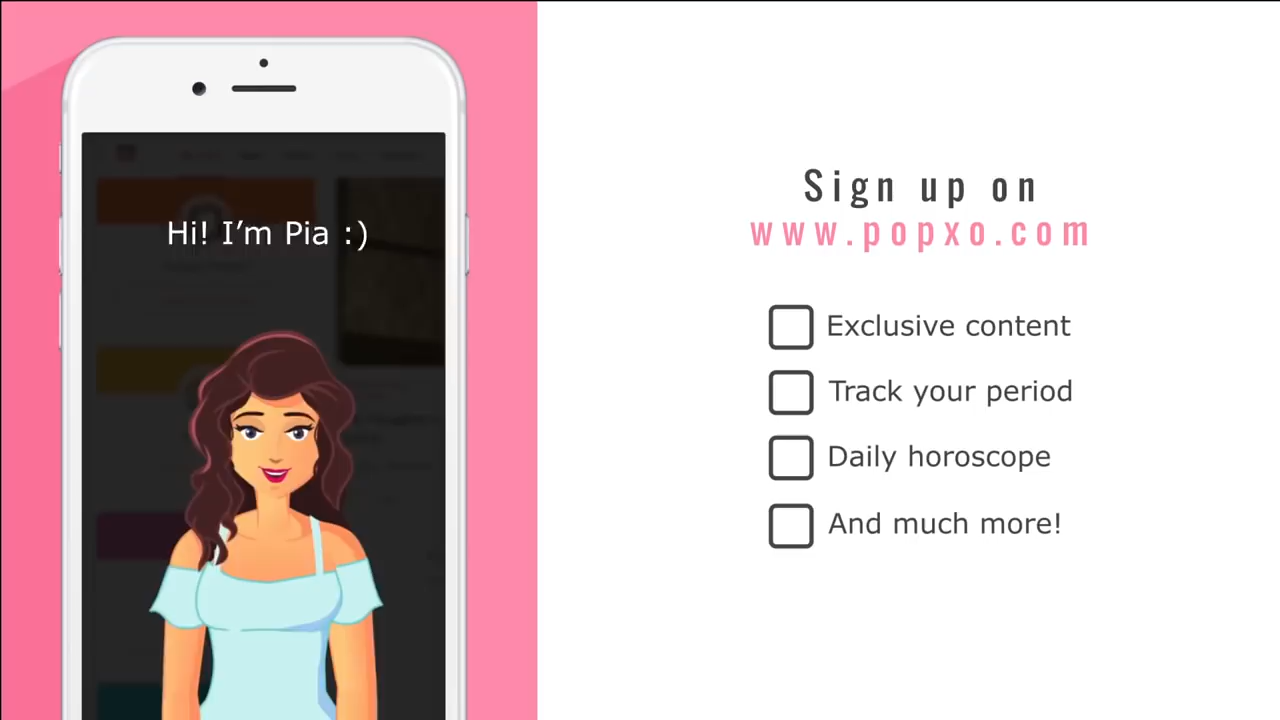 Hi! I’m Pia :)
Sign up on
www.popxo.com
Exclusive content
Track your period
Daily horoscope
And much more!